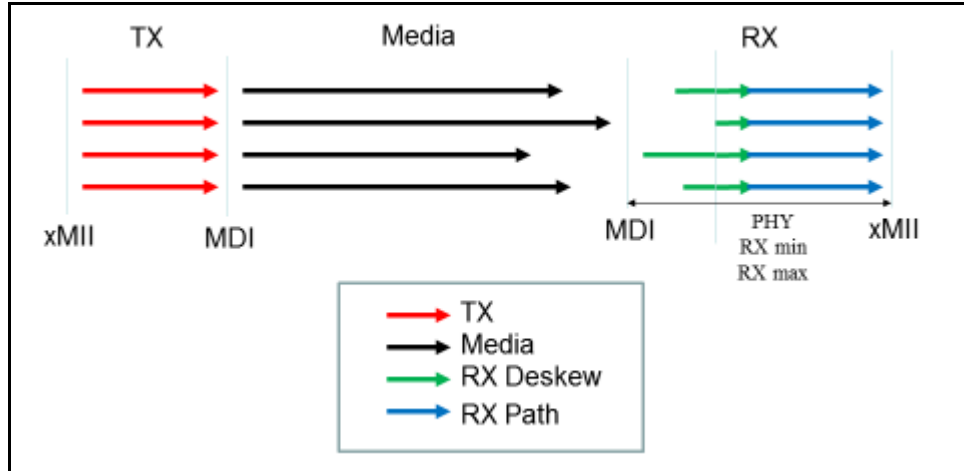 TX Media RX
xMII MDI MDI xMII
PHY
RX min
RX max
TX
Media
RX Deskew
RX Path